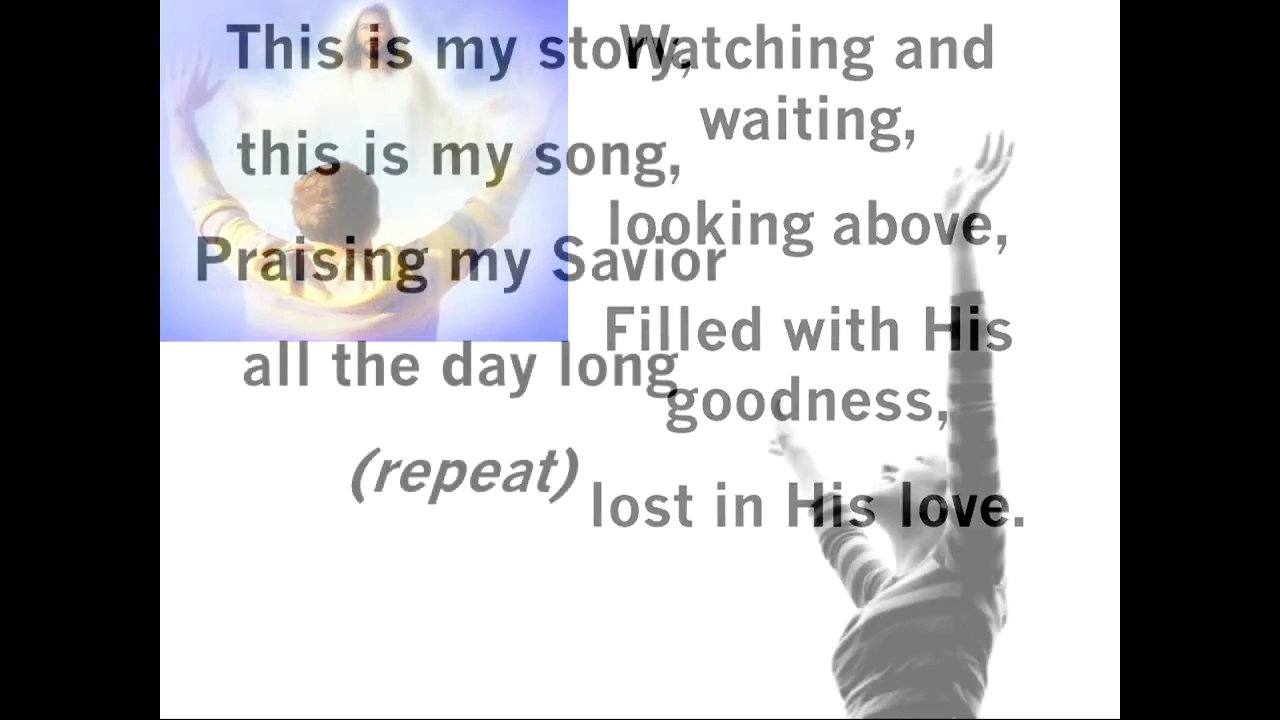 This is my story,
this is my song,
Praising my Savior
all the day long
(repeat)
Watching and
waiting,
looking above,
Filled with His
goodness,
lost in His love.